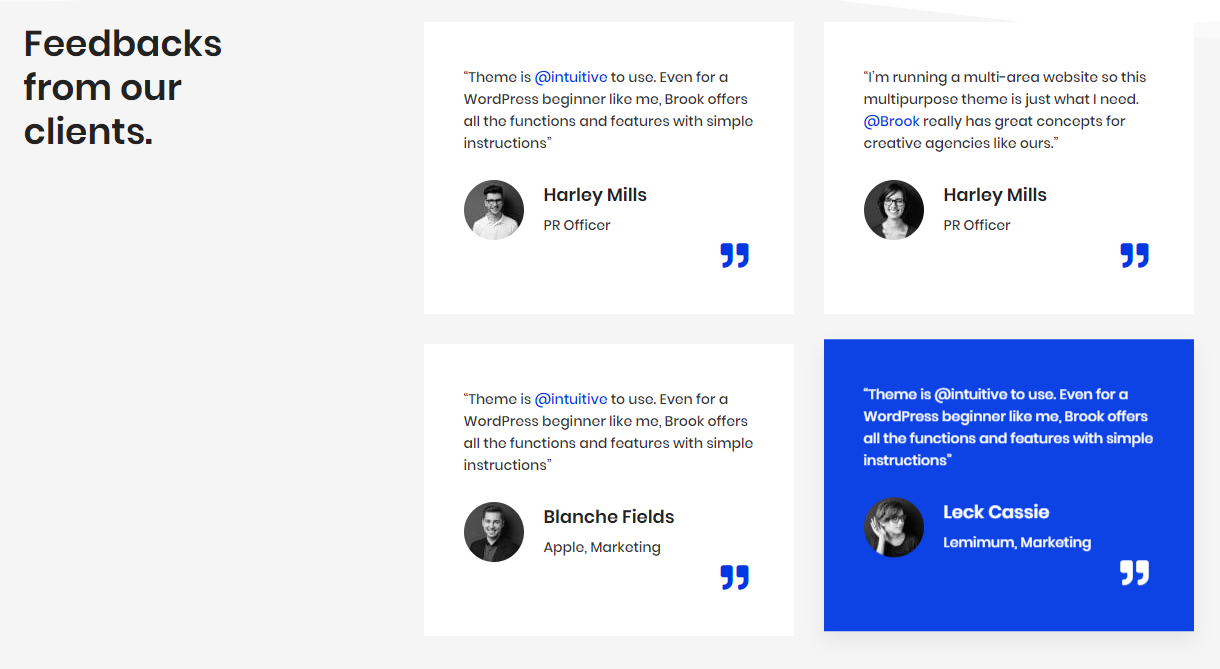 Feedbacks
from our
clients.
“Theme is @intuitive to use. Even for a
WordPress beginner like me, Brook offers
all the functions and features with simple
instructions”
Harley Mills
PR Officer
“I’m running a multi-area website so this
multipurpose theme is just what I need.
@Brook really has great concepts for
creative agencies like ours.”
Harley Mills
PR Officer
“Theme is @intuitive to use. Even for a
WordPress beginner like me, Brook offers
all the functions and features with simple
instructions”
Blanche Fields
Apple, Marketing
“Theme is @intuitive to use. Even for a
WordPress beginner like me, Brook offers
all the functions and features with simple
instructions”
Leck Cassie
Lemimum, Marketing